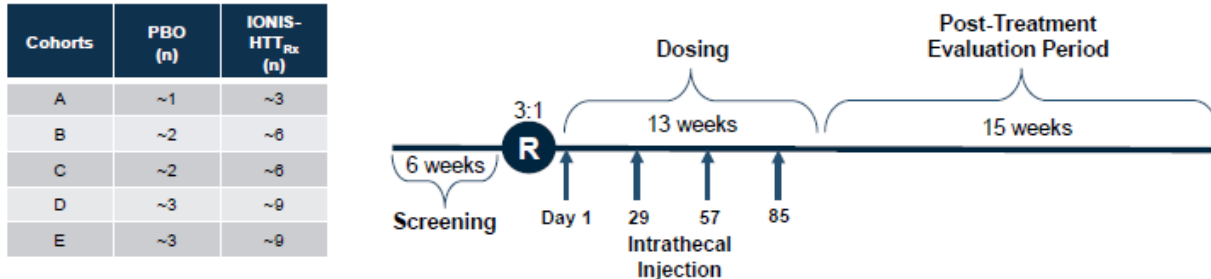 Cohorts PBO (n) IONIS-HTTRx (n)
A ~1 ~3
B ~2 ~6
C ~2 ~6
D ~3 ~9
E ~3 ~9
Dosing
Post-Treatment
Evaluation Period
3:1
13 weeks
15 weeks
R
6 weeks
Screening
Day 1 29 57 85
Intrathecal
Injection